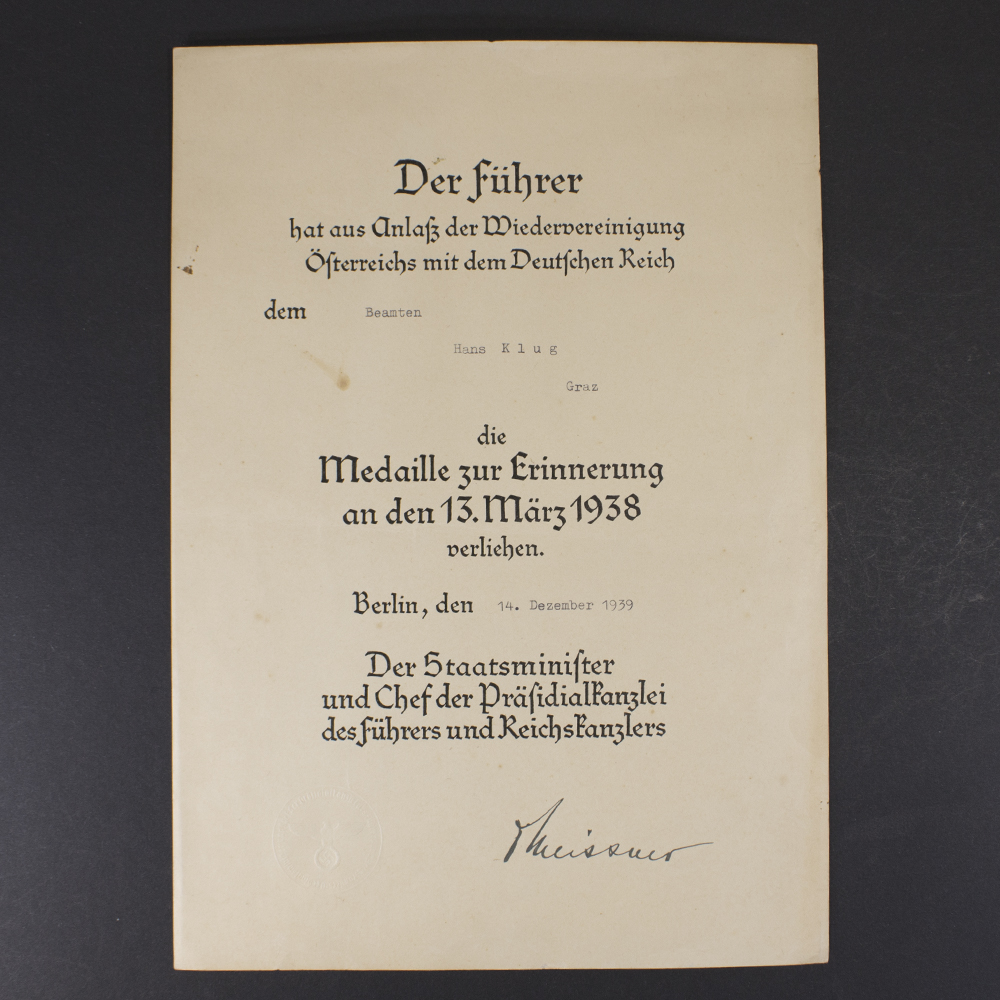 Der Führer
hat aus Anlaß der Wiedervereinigung
Österreichs mit dem Deutschen Reich
dem Beamten
Hans Klug
Graz
die
Medaille zur Erinnerung
an den 13. März 1938
verliehen.
Berlin, den 14. Dezember 1939
Der Staatsminister
und Chef der Präsidialkanzlei
des Führers und Reichskanzlers
Meissner